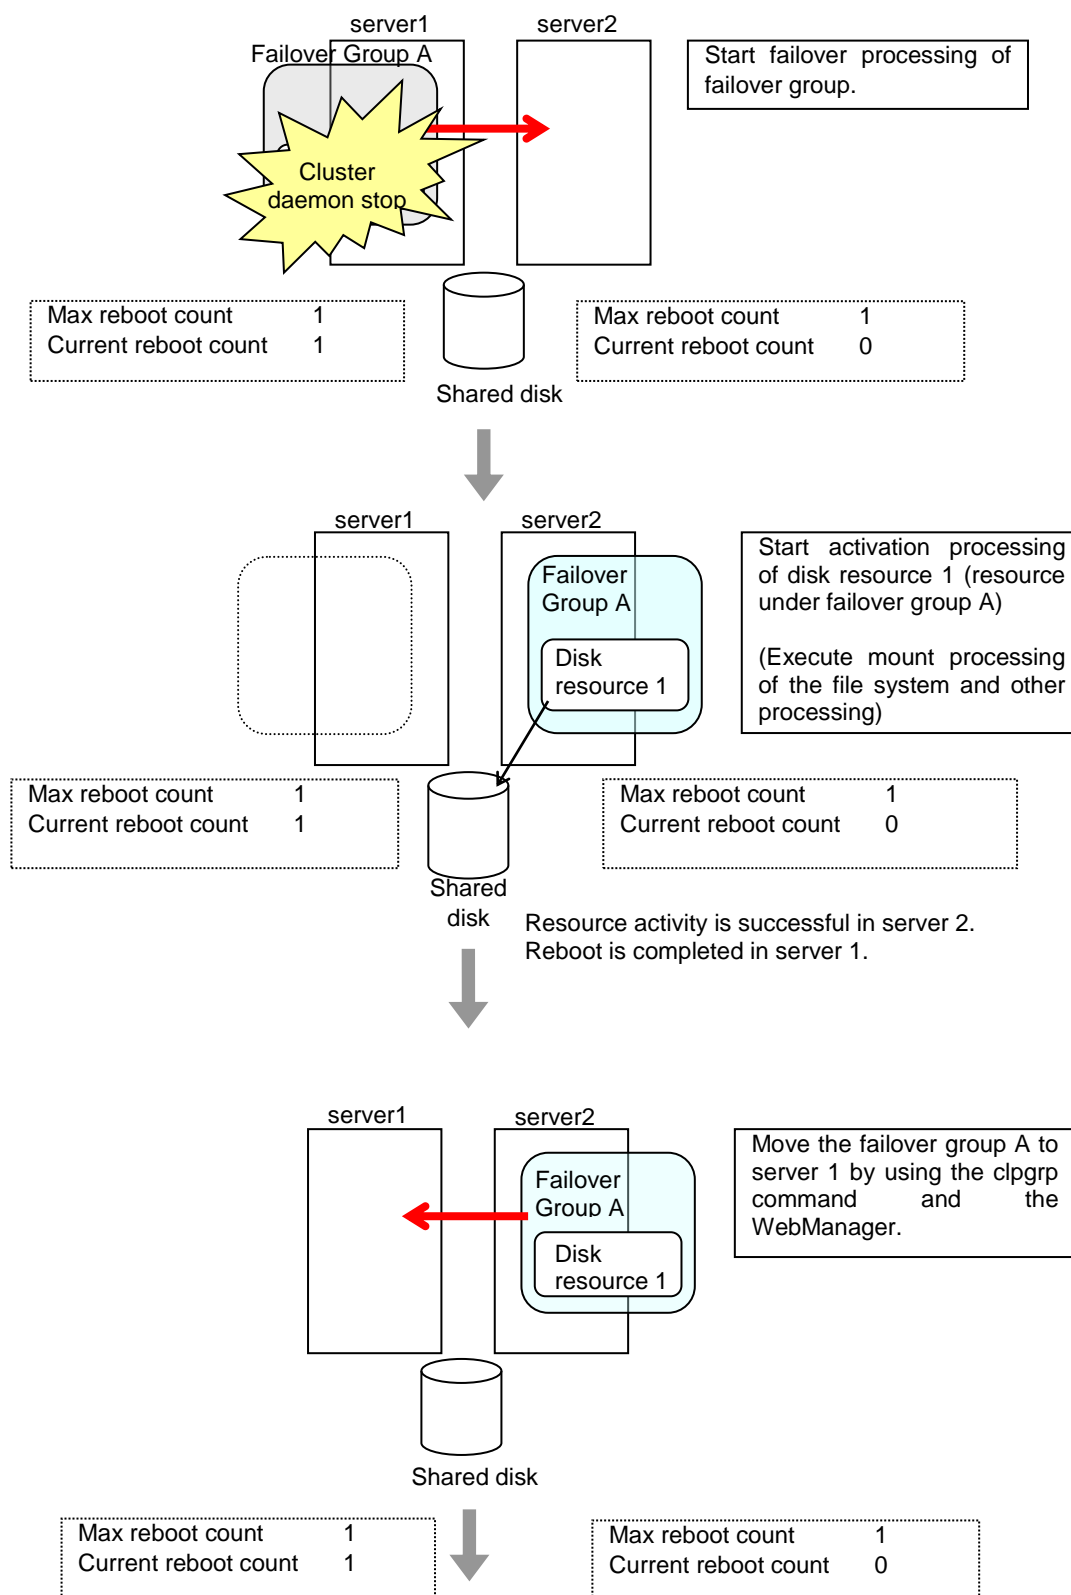 server1
server2
Failover Group A
Start failover processing of
failover group.
Cluster
daemon stop
Max reboot count 1
Current reboot count 1
Max reboot count 1
Current reboot count 0
Shared disk
server1
server2
Failover
Group A
Disk
resource 1
Start activation processing
of disk resource 1 (resource
under failover group A)
(Execute mount processing
of the file system and other
processing)
Max reboot count 1
Current reboot count 1
Max reboot count 1
Current reboot count 0
Shared
disk
Resource activity is successful in server 2.
Reboot is completed in server 1.
server1
server2
Failover
Group A
Disk
resource 1
Move the failover group A to
server 1 by using the clpgrp
command and the
WebManager.
Shared disk
Max reboot count 1
Current reboot count 1
Max reboot count 1
Current reboot count 0